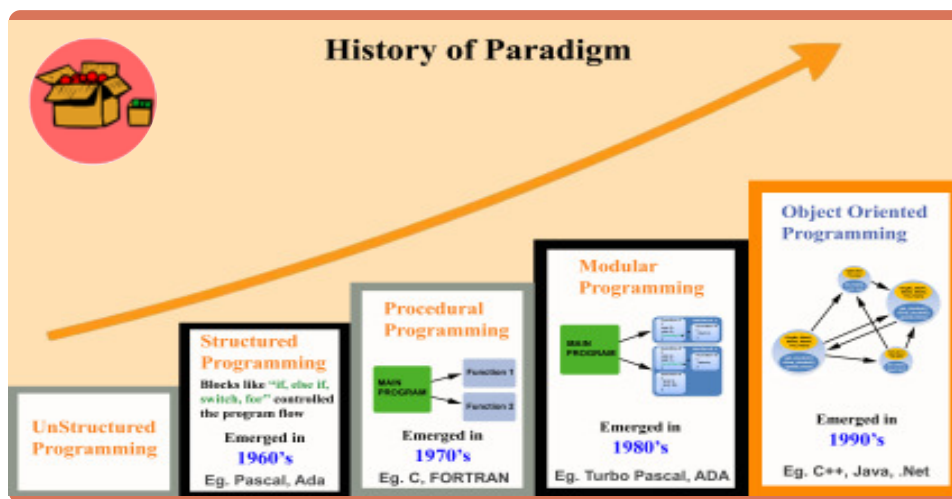 History of Paradigm
UnStructured
Programming
Structured
Programming
Blocks like "if, else if,
switch, for" controlled
the program flow
Emerged in
1960's
Eg. Pascal, Ada
Procedural
Programming
MAIN
PROGRAM
Function 1
Function 2
Emerged in
1970's
Eg. C, FORTRAN
Modular
Programming
MAIN
PROGRAM
Emerged in
1980's
Eg. Turbo Pascal, ADA
Object Oriented
Programming
Emerged in
1990's
Eg. C++, Java, .Net